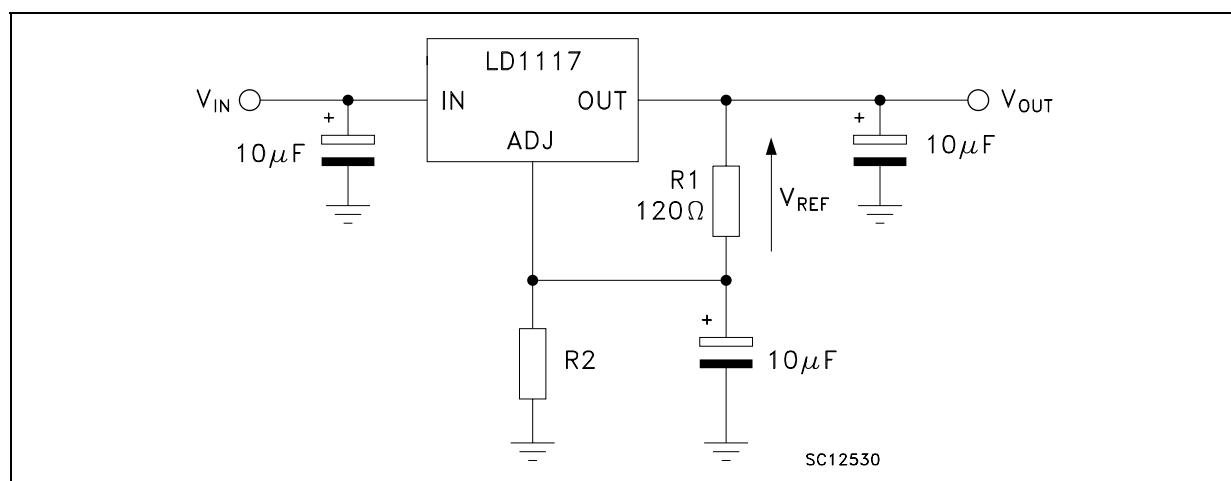 LD1117
V_IN
IN
OUT
V_OUT
ADJ
+
10μF
+
10μF
R1
120Ω
V_REF
+
R2
10μF
SC12530